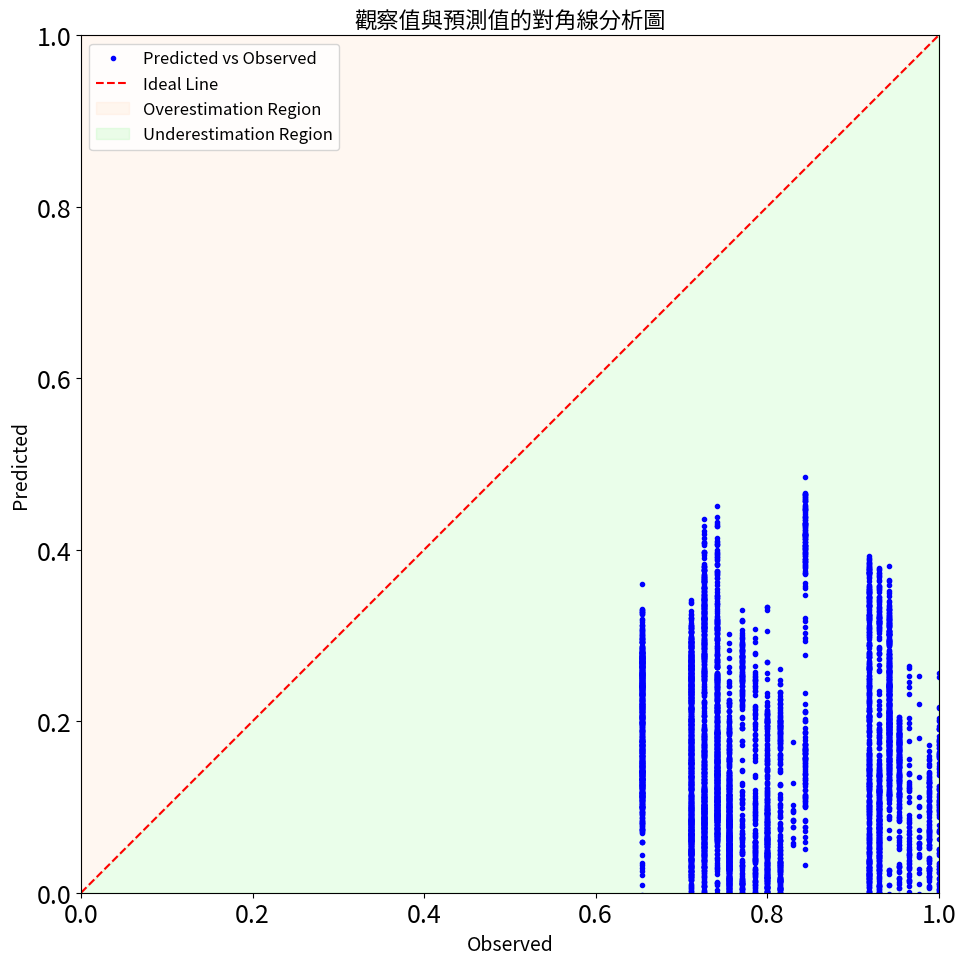 觀察值與預測值的對角線分析圖
Predicted vs Observed
Ideal Line
Overestimation Region
Underestimation Region
1.0
0.8
0.6
0.4
0.2
0.0
Predicted
0.0 0.2 0.4 0.6 0.8 1.0
Observed